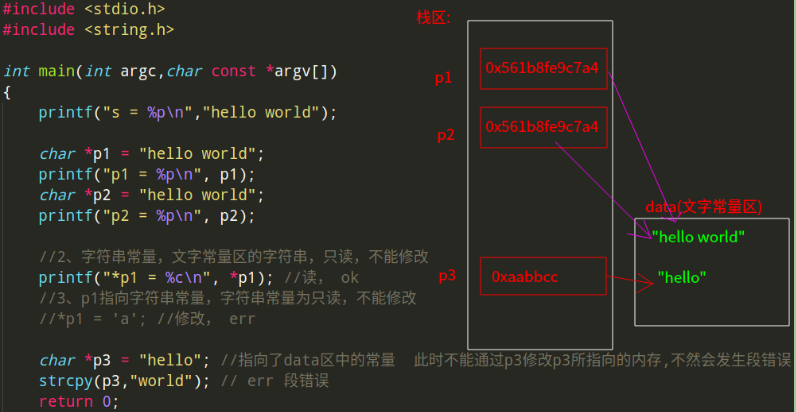 #include <stdio.h>
#include <string.h>
int main(int argc,char const *argv[])
{
printf("s = %p\n","hello world");
char *p1 = "hello world";
printf("p1 = %p\n", p1);
char *p2 = "hello world";
printf("p2 = %p\n", p2);
//2、字符串常量，文字常量区的字符串，只读，不能修改
printf("*p1 = %c\n", *p1); //读， ok
//3、p1指向字符串常量，字符串常量为只读，不能修改
//*p1 = 'a'; //修改， err
char *p3 = "hello"; //指向了data区中的常量 此时不能通过p3修改p3所指向的内存,不然会发生段错误
strcpy(p3,"world"); // err 段错误
return 0;
栈区:
p1 0x561b8fe9c7a4
p2 0x561b8fe9c7a4
data(文字常量区)
"hello world"
p3 0xaabbcc "hello"